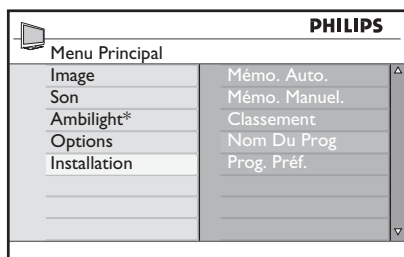 PHILIPS
Menu Principal
Image Mémo. Auto.
Son Mémo. Manuel.
Ambilight* Classement
Options Nom Du Prog
Installation Prog. Préf.